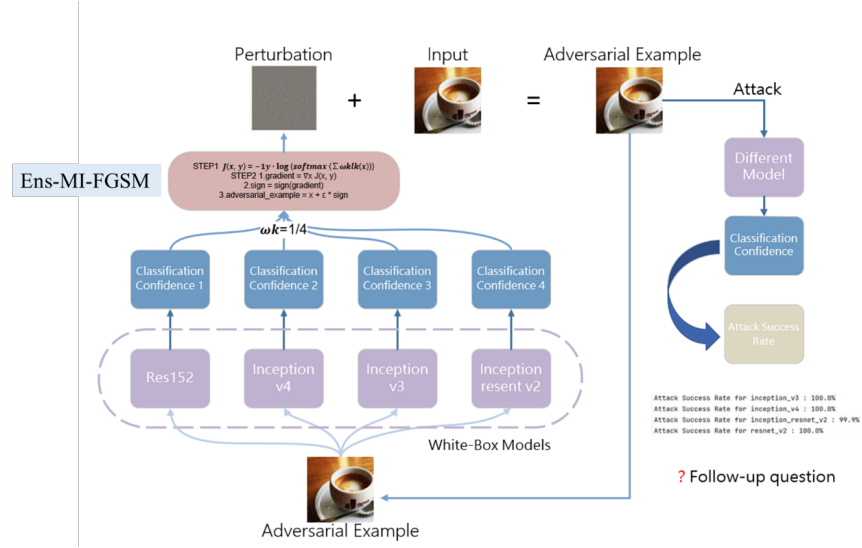 Perturbation
Input
Adversarial Example
+
=
Attack
Ens-MI-FGSM
STEP1 J(x, y) = −1y · log (softmax (Σ ωklk(x)))
STEP2 1.gradient = ∇x J(x, y)
2.sign = sign(gradient)
3.adversarial_example = x + ε * sign
Different
Model
ωk=1/4
Classification
Confidence
Classification
Confidence 1
Classification
Confidence 2
Classification
Confidence 3
Classification
Confidence 4
Attack Success
Rate
Res152
Inception
v4
Inception
v3
Inception
resent v2
Attack Success Rate for inception_v3 : 100.0%
Attack Success Rate for inception_v4 : 100.0%
Attack Success Rate for inception_resnet_v2 : 99.9%
Attack Success Rate for resnet_v2 : 100.0%
White-Box Models
? Follow-up question
Adversarial Example